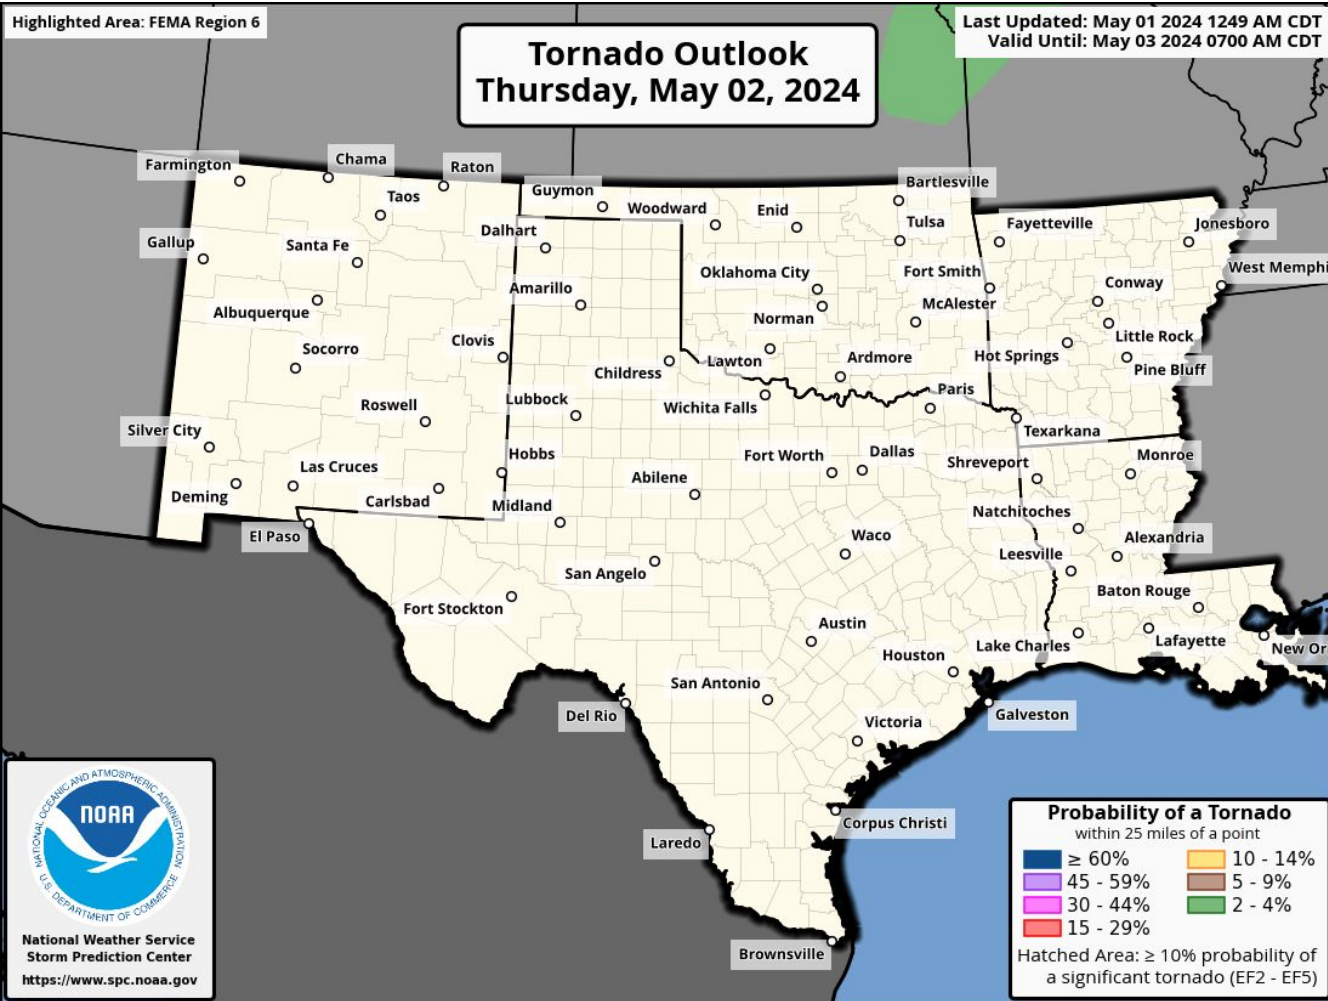 Highlighted Area: FEMA Region 6
Last Updated: May 01 2024 1249 AM CDT
Valid Until: May 03 2024 0700 AM CDT
Tornado Outlook
Thursday, May 02, 2024
Farmington
Chama
Raton
Taos
Guymon
Woodward
Enid
Bartlesville
Tulsa
Fayetteville
Jonesboro
Gallup
Santa Fe
Dalhart
Oklahoma City
Fort Smith
West Memphi
Amarillo
Conway
Albuquerque
Norman
McAlester
Little Rock
Socorro
Clovis
Childress
Lawton
Ardmore
Hot Springs
Pine Bluff
Roswell
Lubbock
Wichita Falls
Paris
Silver City
Texarkana
Las Cruces
Hobbs
Abilene
Fort Worth
Dallas
Shreveport
Monroe
Deming
Carlsbad
Midland
Natchitoches
El Paso
Waco
Leesville
Alexandria
San Angelo
Baton Rouge
Fort Stockton
Austin
Lake Charles
Lafayette
New Or
Houston
San Antonio
Del Rio
Victoria
Galveston
Corpus Christi
Laredo
Brownsville
NATIONAL OCEANIC AND ATMOSPHERIC ADMINISTRATION
NOAA
U.S. DEPARTMENT OF COMMERCE
National Weather Service
Storm Prediction Center
https://www.spc.noaa.gov
Probability of a Tornado
within 25 miles of a point
≥ 60%
10 - 14%
45 - 59%
5 - 9%
30 - 44%
2 - 4%
15 - 29%
Hatched Area: ≥ 10% probability of
a significant tornado (EF2 - EF5)